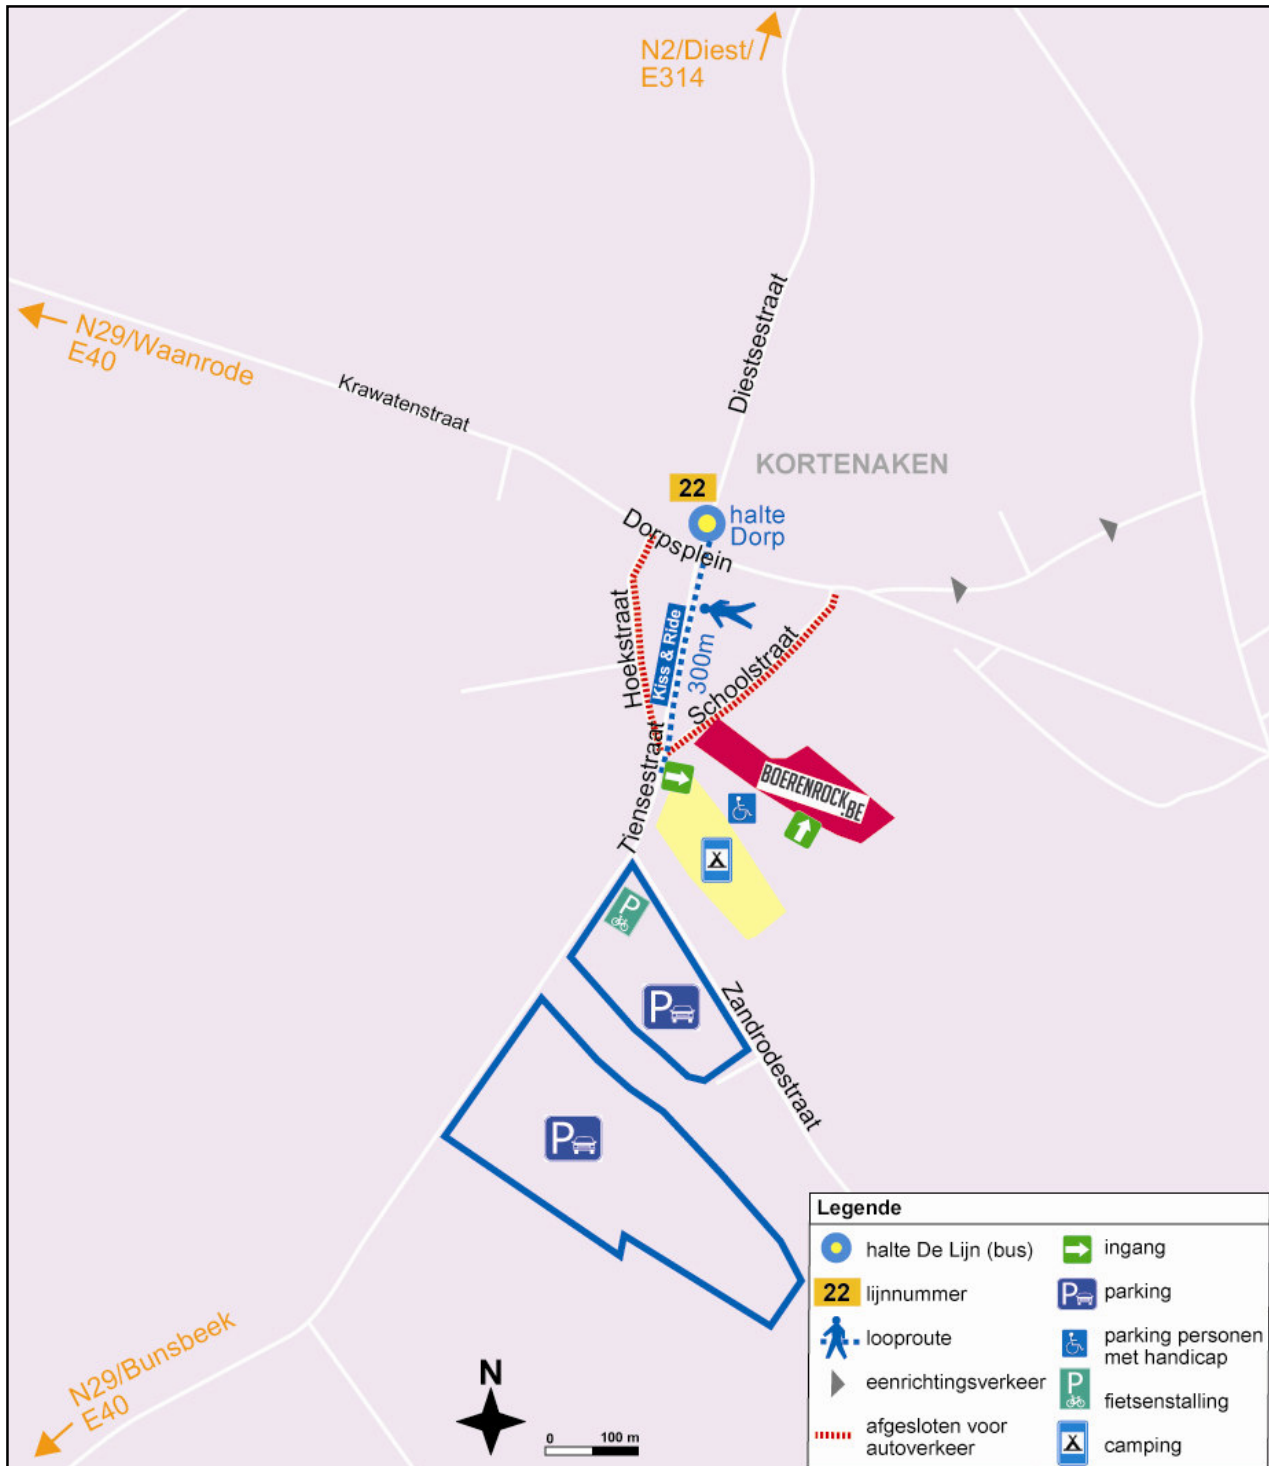 N2/Diest/
E314
N29/Waanrode
E40
Krawatenstraat
Diestsestraat
KORTENAKEN
22
halte
Dorp
Dorpsplein
Hoekstraat
Kiss & Ride
300m
Schoolstraat
Tiensestraat
BOERENROCK.BE
P
P
Zandrodestraat
P
N29/Bunsbeek
E40
N
0 100 m
Legende
halte De Lijn (bus)
22 lijnnummer
looproute
eenrichtingsverkeer
afgesloten voor
autoverkeer
ingang
P parking
parking personen
met handicap
P fietsenstalling
camping